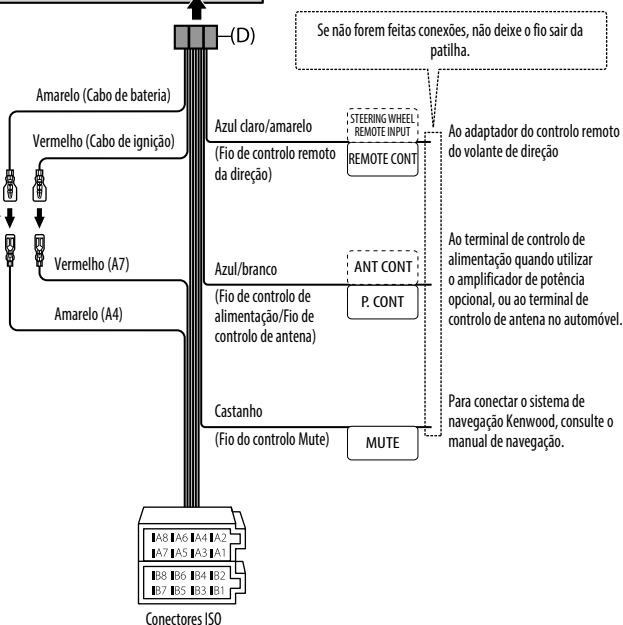 (D)
Se não forem feitas conexões, não deixe o fio sair da
patilha.
Amarelo (Cabo de bateria)
Vermelho (Cabo de ignição)
Azul claro/amarelo
(Fio de controlo remoto
da direção)
STEERING WHEEL
REMOTE INPUT
REMOTE CONT
Ao adaptador do controlo remoto
do volante de direção
Vermelho (A7)
Amarelo (A4)
Azul/branco
(Fio de controlo de
alimentação/Fio de
controlo de antena)
ANT CONT
P. CONT
Ao terminal de controlo de
alimentação quando utilizar
o amplificador de potência
opcional, ou ao terminal de
controlo de antena no automóvel.
Castanho
(Fio do controlo Mute)
MUTE
Para conectar o sistema de
navegação Kenwood, consulte o
manual de navegação.
A8 A6 A4 A2
A7 A5 A3 A1
B8 B6 B4 B2
B7 B5 B3 B1
Conectores ISO